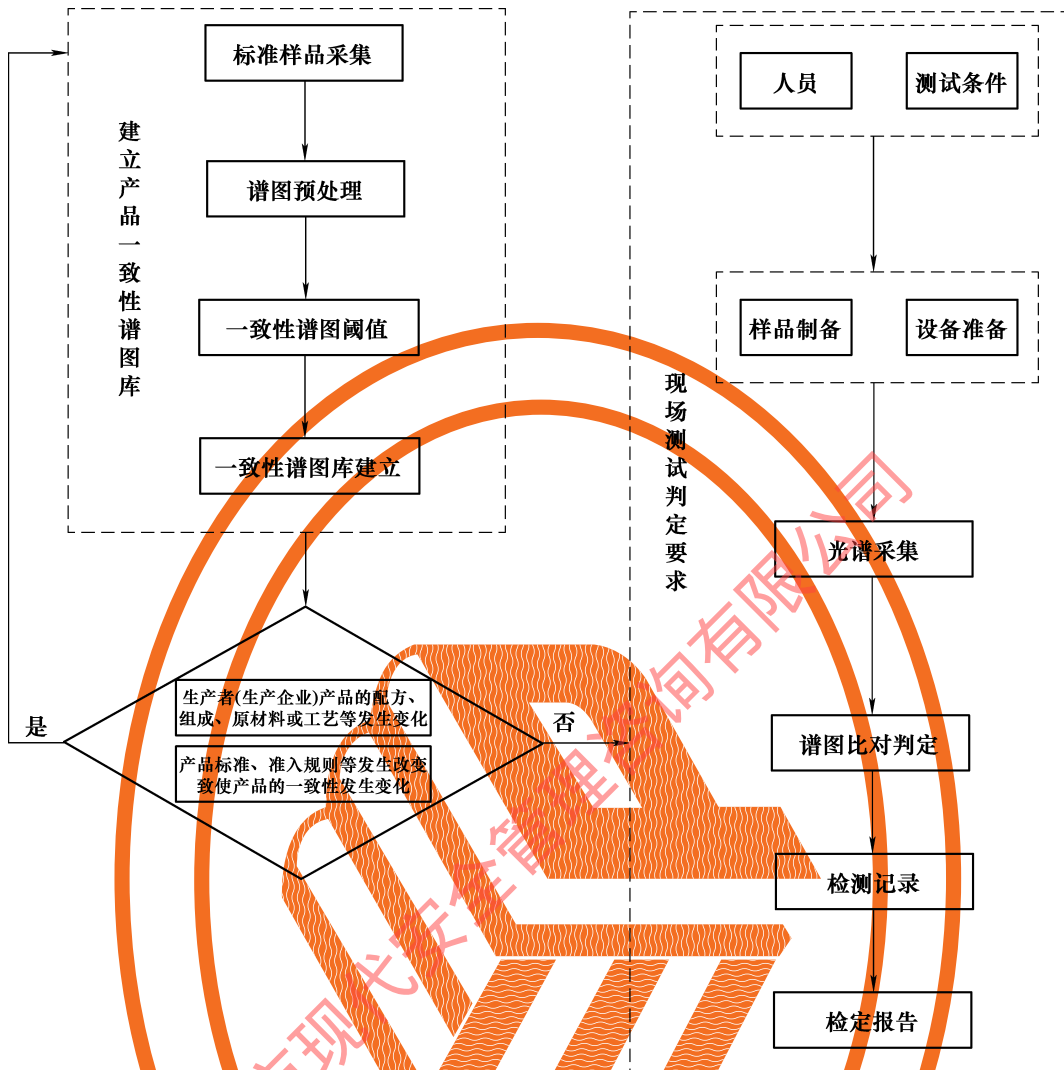 标准样品采集
谱图预处理
一致性谱图阈值
一致性谱图库建立
建立产品一致性谱图库
生产者(生产企业)产品的配方、
组成、原材料或工艺等发生变化
产品标准、准入规则等发生改变
致使产品的一致性发生变化
是
否
人员
测试条件
样品制备
设备准备
现场测试判定要求
光谱采集
谱图比对判定
检测记录
检定报告
现代安全管理咨询有限公司